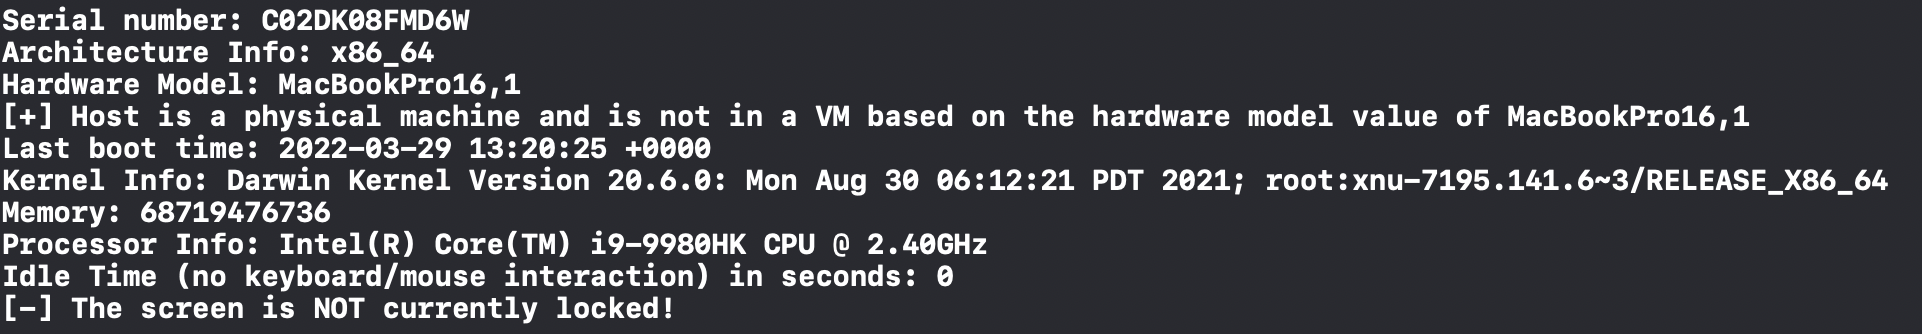 Serial number: C02DK08FMD6W
Architecture Info: x86_64
Hardware Model: MacBookPro16,1
[+] Host is a physical machine and is not in a VM based on the hardware model value of MacBookPro16,1
Last boot time: 2022-03-29 13:20:25 +0000
Kernel Info: Darwin Kernel Version 20.6.0: Mon Aug 30 06:12:21 PDT 2021; root:xnu-7195.141.6~3/RELEASE_X86_64
Memory: 68719476736
Processor Info: Intel(R) Core(TM) i9-9980HK CPU @ 2.40GHz
Idle Time (no keyboard/mouse interaction) in seconds: 0
[-] The screen is NOT currently locked!